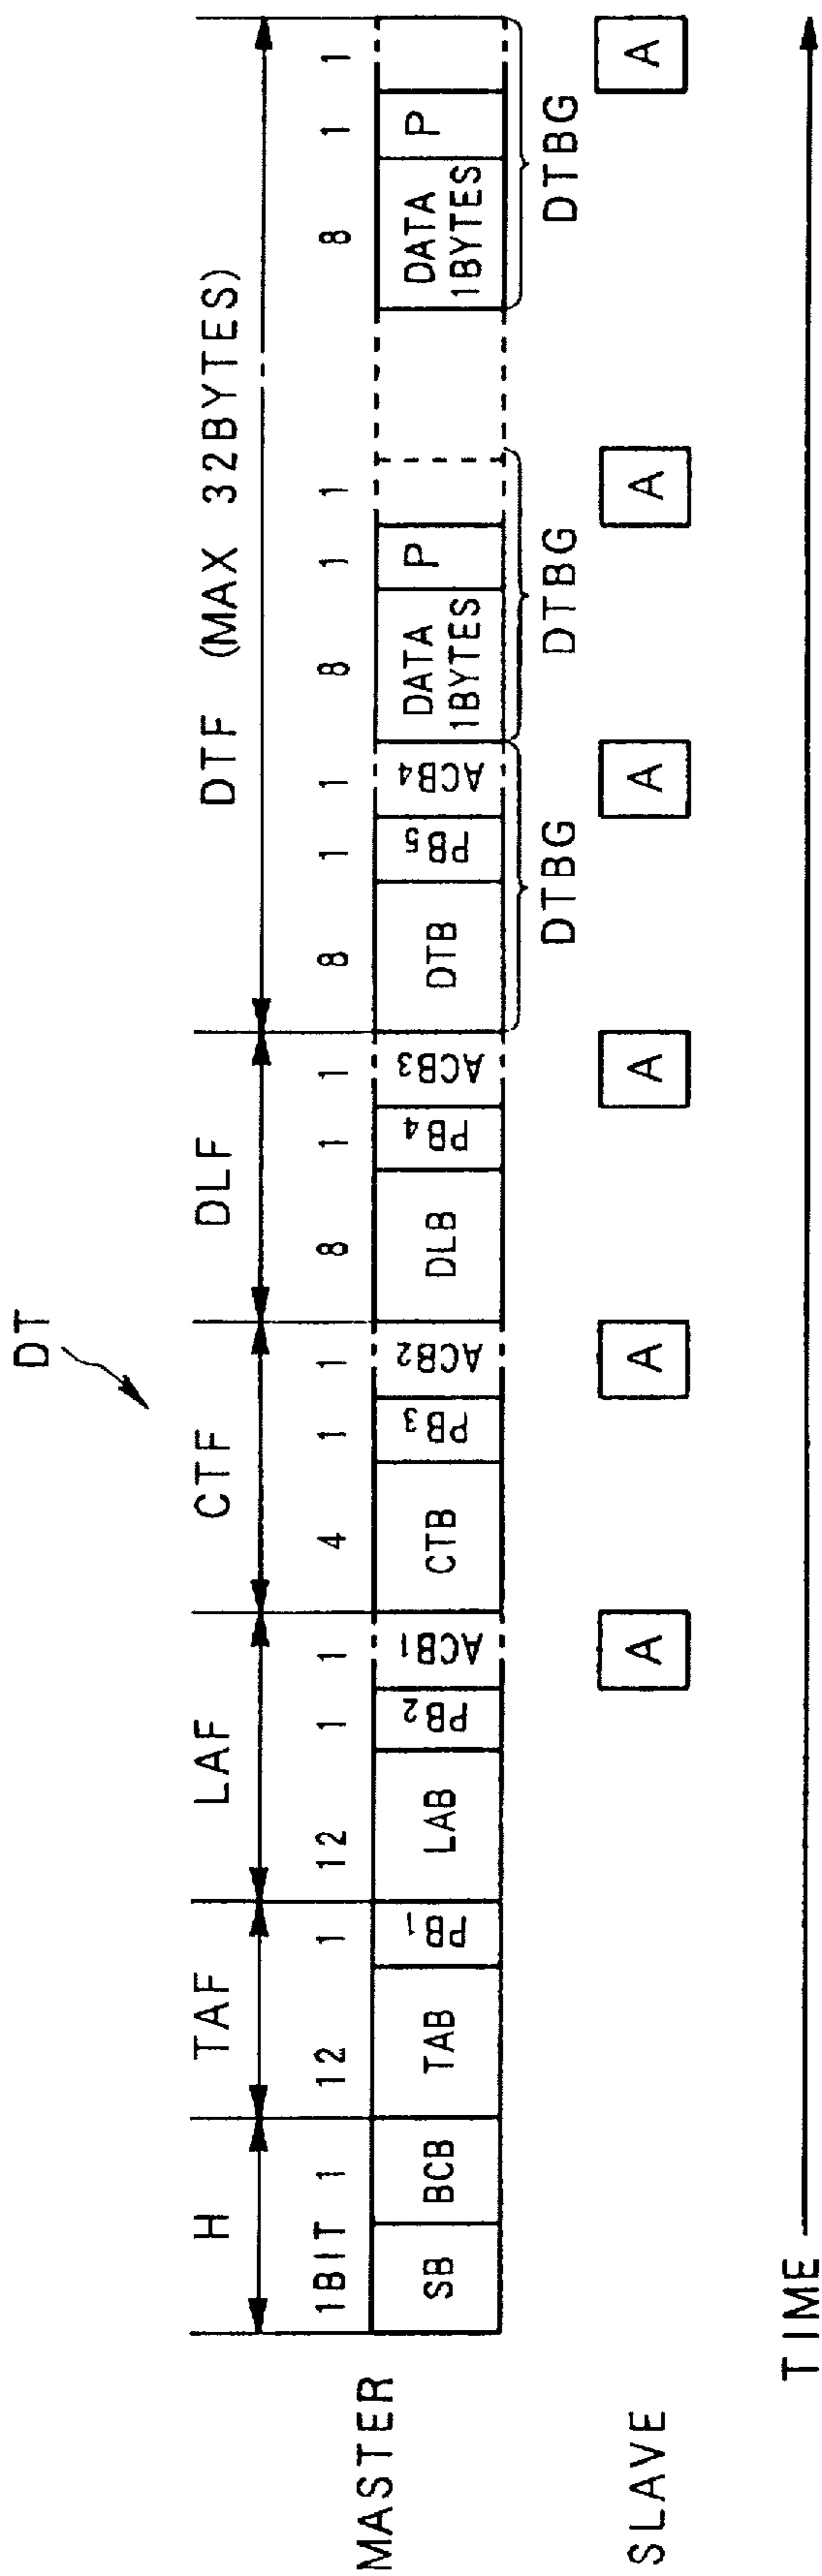 DT
H TAF LAF CTF DLF DTF (MAX 32BYTES)
1BIT 1 12 1 12 1 1 4 1 1 8 1 1 8 1 1 8 1 1 8 1 1
MASTER SB BCB TAB PB1 LAB PB2 ACB1 CTB PB3 ACB2 DLB PB4 ACB3 DTB PB5 ACB4 DATA 1BYTES P DATA 1BYTES P
DTBG DTBG DTBG
SLAVE A A A A A A
TIME